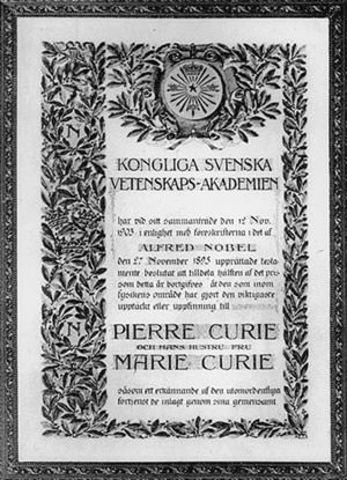 N
N
KONGLIGA SVENSKA
VETENSKAPS-AKADEMIEN
har vid sitt sammanträde den 12 Nov.
1903 i enlighet med föreskrifterna i det af
ALFRED NOBEL
den 27 November 1895 upprättade testa-
mente beslutat att tilldela hälften af det pris
som detta år bortgifves åt den som inom
fysikens område har gjort den viktigaste
upptäckt eller uppfinning till
PIERRE CURIE
OCH HANS HUSTRU FRU
MARIE CURIE
såsom ett erkännande af den utomordentliga
förtjenst de inlagt genom sina gemensamt